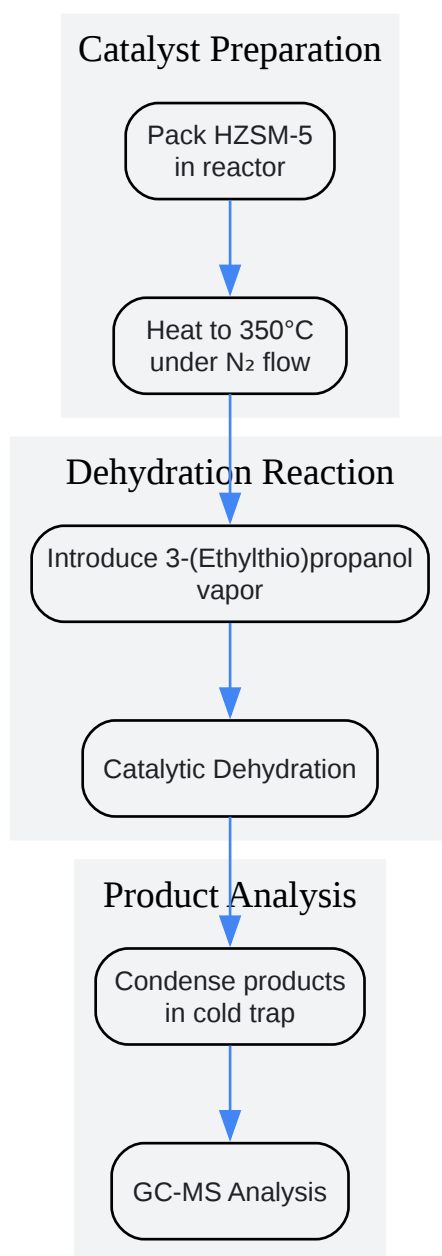 Catalyst Preparation
Pack HZSM-5
in reactor
Heat to 350°C
under N₂ flow
Dehydration Reaction
Introduce 3-(Ethylthio)propanol
vapor
Catalytic Dehydration
Product Analysis
Condense products
in cold trap
GC-MS Analysis